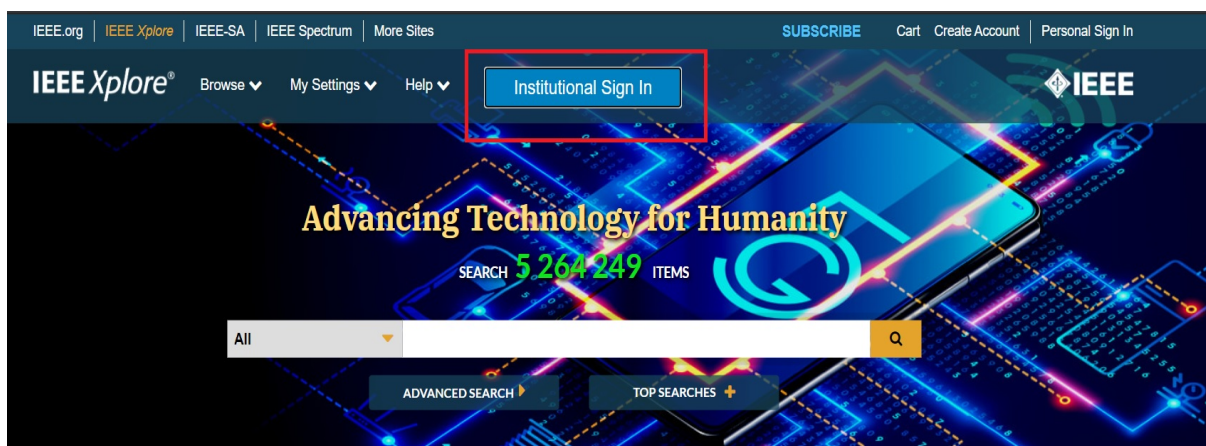 IEEE.org IEEE Xplore IEEE-SA IEEE Spectrum More Sites SUBSCRIBE Cart Create Account Personal Sign In
IEEE Xplore® Browse My Settings Help Institutional Sign In IEEE
Advancing Technology for Humanity
SEARCH 5 264 249 ITEMS
All
ADVANCED SEARCH TOP SEARCHES +